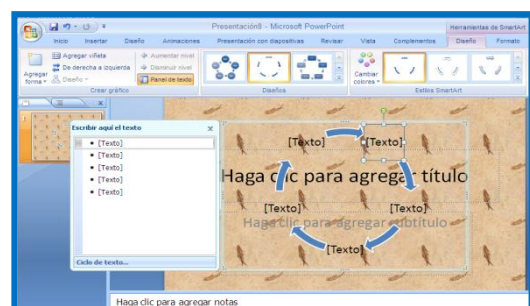 Presentación8 - Microsoft PowerPoint
Herramientas de SmartArt
Inicio Insertar Diseño Animaciones Presentación con diapositivas Revisar Vista Complementos Diseño Formato
Agregar forma
Agregar viñeta
De derecha a izquierda
Diseño
Aumentar nivel
Disminuir nivel
Panel de texto
Cambiar colores
Crear gráfico Diseños Estilos SmartArt
Escribir aquí el texto
[Texto]
[Texto]
[Texto]
[Texto]
[Texto]
Ciclo de texto...
[Texto] [Texto]
Haga clic para agregar título
[Texto] [Texto]
Haga clic para agregar subtítulo
[Texto]
Haga clic para agregar notas